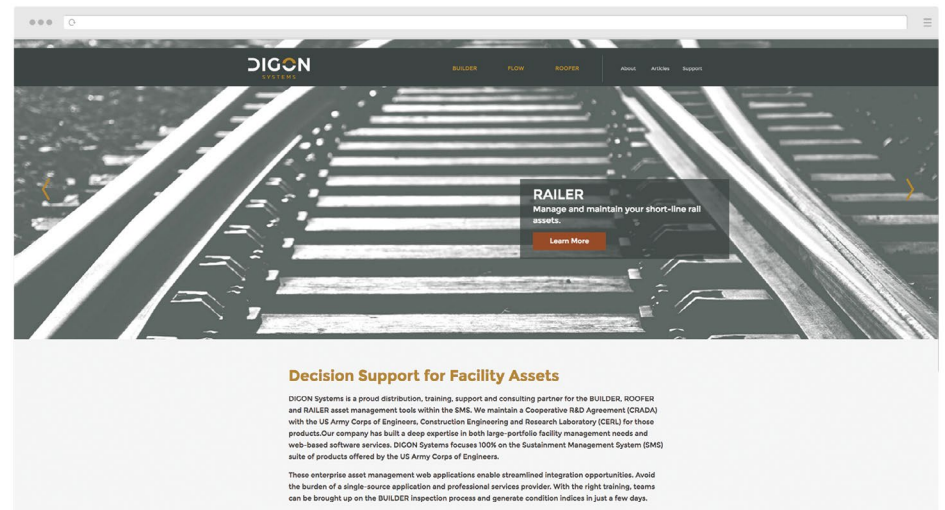 DIGON
SYSTEMS
BUILDER
FLOW
ROOFER
About
Articles
Support
RAILER
Manage and maintain your short-line rail
assets.
Learn More
Decision Support for Facility Assets
DIGON Systems is a proud distribution, training, support and consulting partner for the BUILDER, ROOFER
and RAILER asset management tools within the SMS. We maintain a Cooperative R&D Agreement (CRADA)
with the US Army Corps of Engineers, Construction Engineering and Research Laboratory (CERL) for those
products.Our company has built a deep expertise in both large-portfolio facility management needs and
web-based software services. DIGON Systems focuses 100% on the Sustainment Management System (SMS)
suite of products offered by the US Army Corps of Engineers.
These enterprise asset management web applications enable streamlined integration opportunities. Avoid
the burden of a single-source application and professional services provider. With the right training, teams
can be brought up on the BUILDER inspection process and generate condition indices in just a few days.